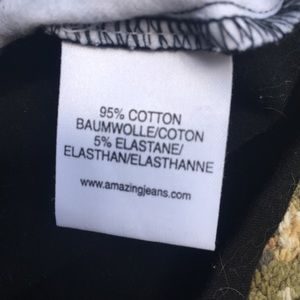 95% COTTON
BAUMWOLLE/COTON
5% ELASTANE/
ELASTHAN/ELASTHANNE
www.amazingjeans.com